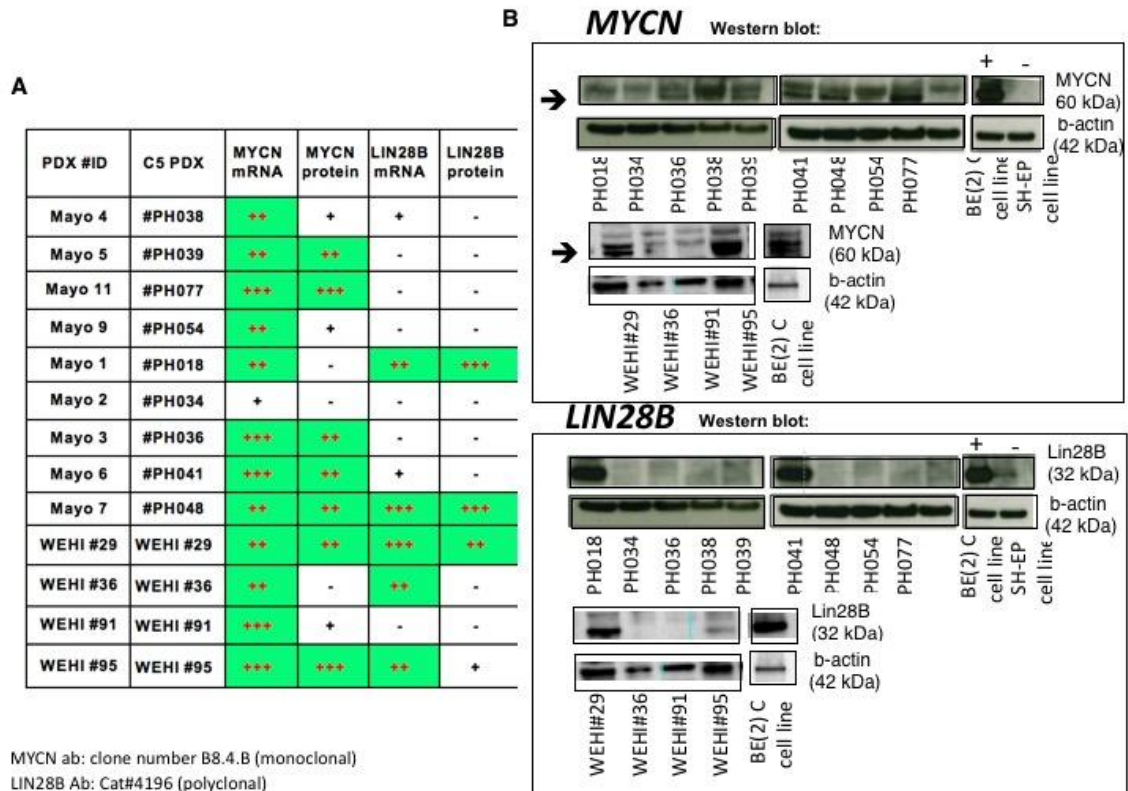 A
PDX #ID C5 PDX MYCN mRNA MYCN protein LIN28B mRNA LIN28B protein
Mayo 4 #PH038 ++ + + -
Mayo 5 #PH039 ++ ++ - -
Mayo 11 #PH077 +++ +++ - -
Mayo 9 #PH054 ++ + - -
Mayo 1 #PH018 ++ - ++ +++
Mayo 2 #PH034 + - - -
Mayo 3 #PH036 +++ ++ - -
Mayo 6 #PH041 +++ ++ + -
Mayo 7 #PH048 ++ ++ +++ +++
WEHI #29 WEHI #29 ++ ++ +++ ++
WEHI #36 WEHI #36 ++ - ++ -
WEHI #91 WEHI #91 +++ + - -
WEHI #95 WEHI #95 +++ +++ ++ +
MYCN ab: clone number B8.4.B (monoclonal)
LIN28B Ab: Cat#4196 (polyclonal)
B
MYCN Western blot:
+ -
MYCN
60 kDa)
b-actin
(42 kDa)
PH018 PH034 PH036 PH038 PH039 PH041 PH048 PH054 PH077 BE(2) C cell line SH-EP cell line
MYCN
(60 kDa)
b-actin
(42 kDa)
WEHI#29 WEHI#36 WEHI#91 WEHI#95 BE(2) C cell line
LIN28B Western blot:
+ -
Lin28B
(32 kDa)
b-actin
(42 kDa)
PH018 PH034 PH036 PH038 PH039 PH041 PH048 PH054 PH077 BE(2) C cell line SH-EP cell line
Lin28B
(32 kDa)
b-actin
(42 kDa)
WEHI#29 WEHI#36 WEHI#91 WEHI#95 BE(2) C cell line